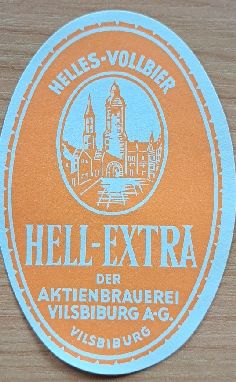 HELLES-VOLLBIER
HELL-EXTRA
DER
AKTIENBRAUEREI
VILSBIBURG A-G.
VILSBIBURG